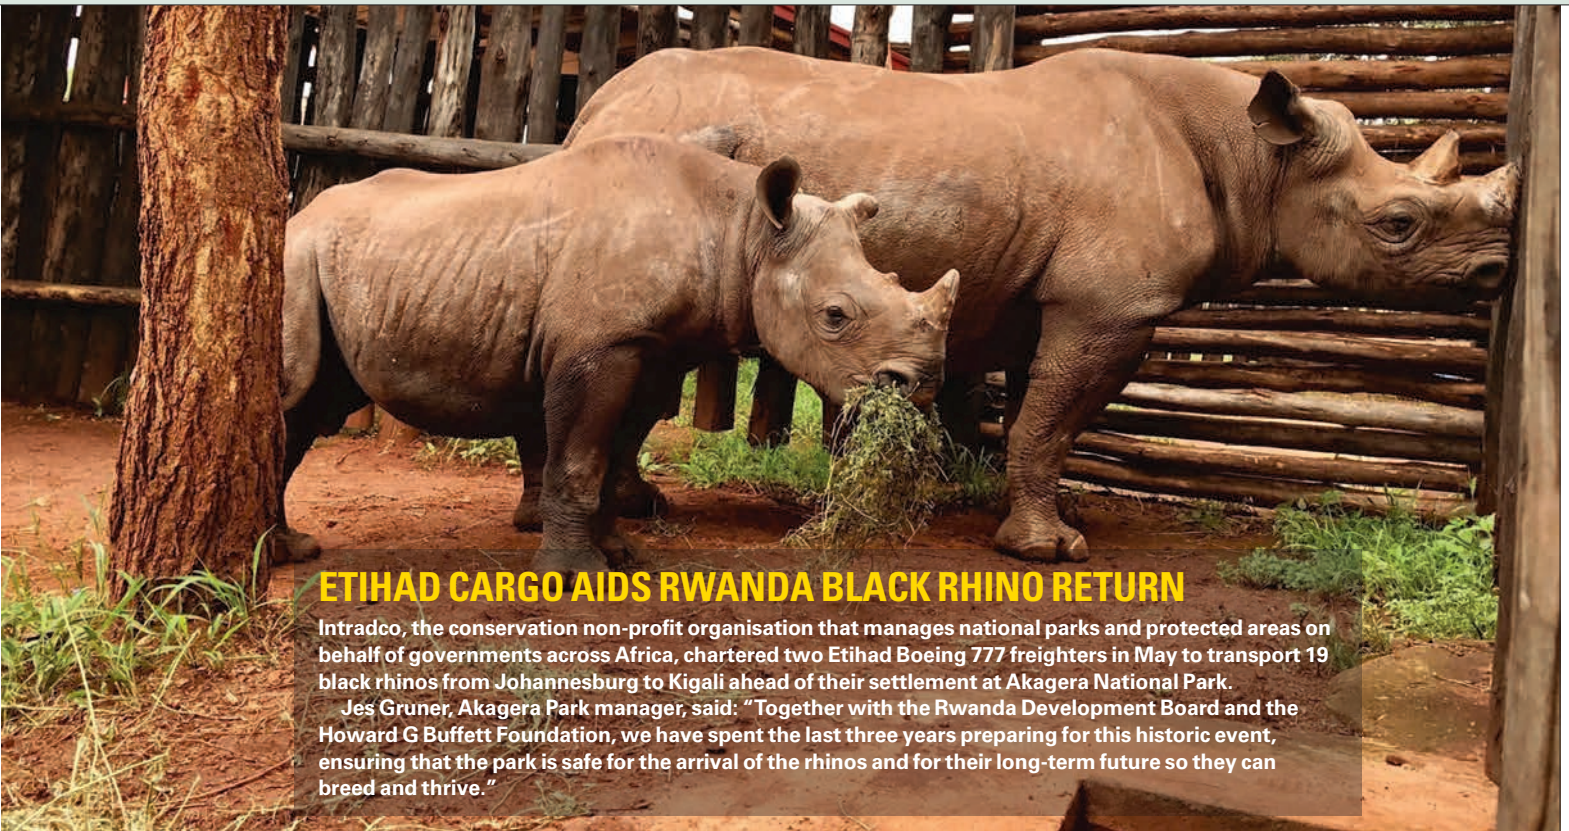 ETIHAD CARGO AIDS RWANDA BLACK RHINO RETURN
Intradco, the conservation non-profit organisation that manages national parks and protected areas on
behalf of governments across Africa, chartered two Etihad Boeing 777 freighters in May to transport 19
black rhinos from Johannesburg to Kigali ahead of their settlement at Akagera National Park.
Jes Gruner, Akagera Park manager, said: “Together with the Rwanda Development Board and the
Howard G Buffett Foundation, we have spent the last three years preparing for this historic event,
ensuring that the park is safe for the arrival of the rhinos and for their long-term future so they can
breed and thrive.”